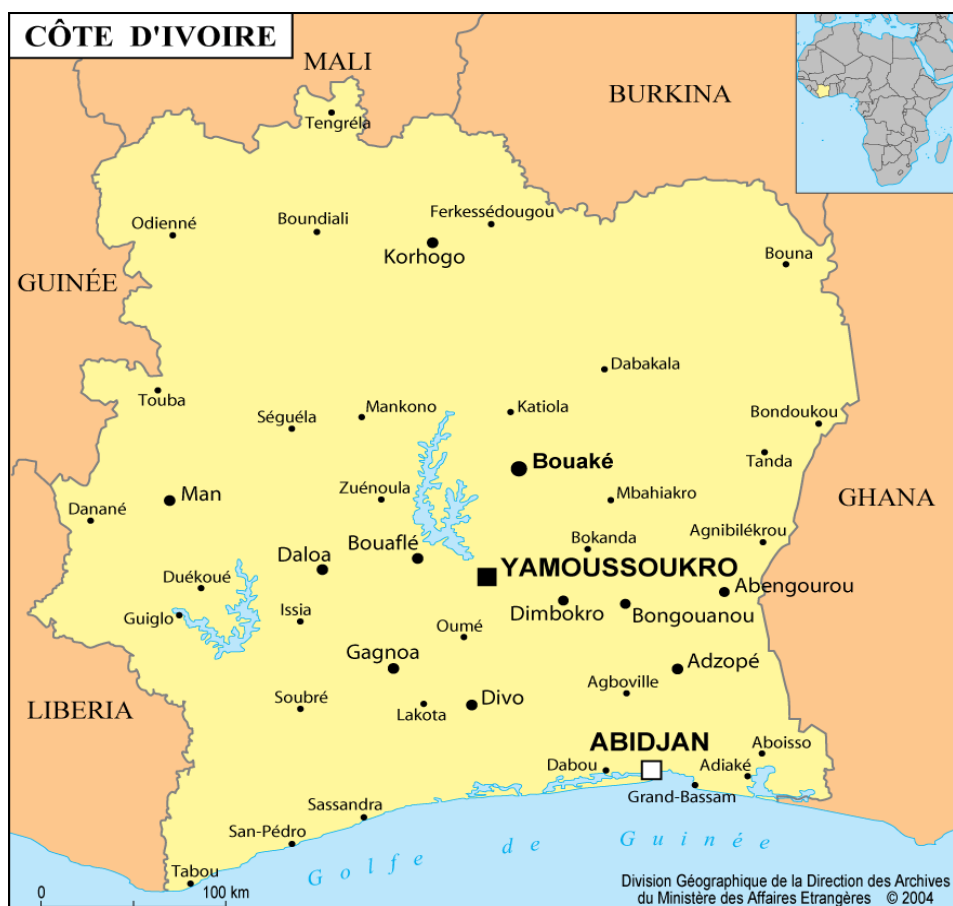 CÔTE D'IVOIRE
MALI
BURKINA
Tengréla
Ferkessédougou
Boundiali
Odienné
Korhogo
Bouna
GUINÉE
Dabakala
Touba
Mankono
Katiola
Séguéla
Bondoukou
Bouaké
Tanda
Zuénoula
Man
Mbahiakro
GHANA
Danané
Agnibilékrou
Bokanda
Bouaflé
Daloa
YAMOUSSOUKRO
Duékoué
Abengourou
Issia
Dimbokro
Bongouanou
Guiglo
Oumé
Gagnoa
Adzopé
Agboville
Soubré
Divo
LIBERIA
Lakota
ABIDJAN
Aboisso
Dabou
Adiaké
Grand-Bassam
Sassandra
San-Pédro
Golfe de Guinée
Tabou
0 100 km
Division Géographique de la Direction des Archives
du Ministère des Affaires Etrangères © 2004